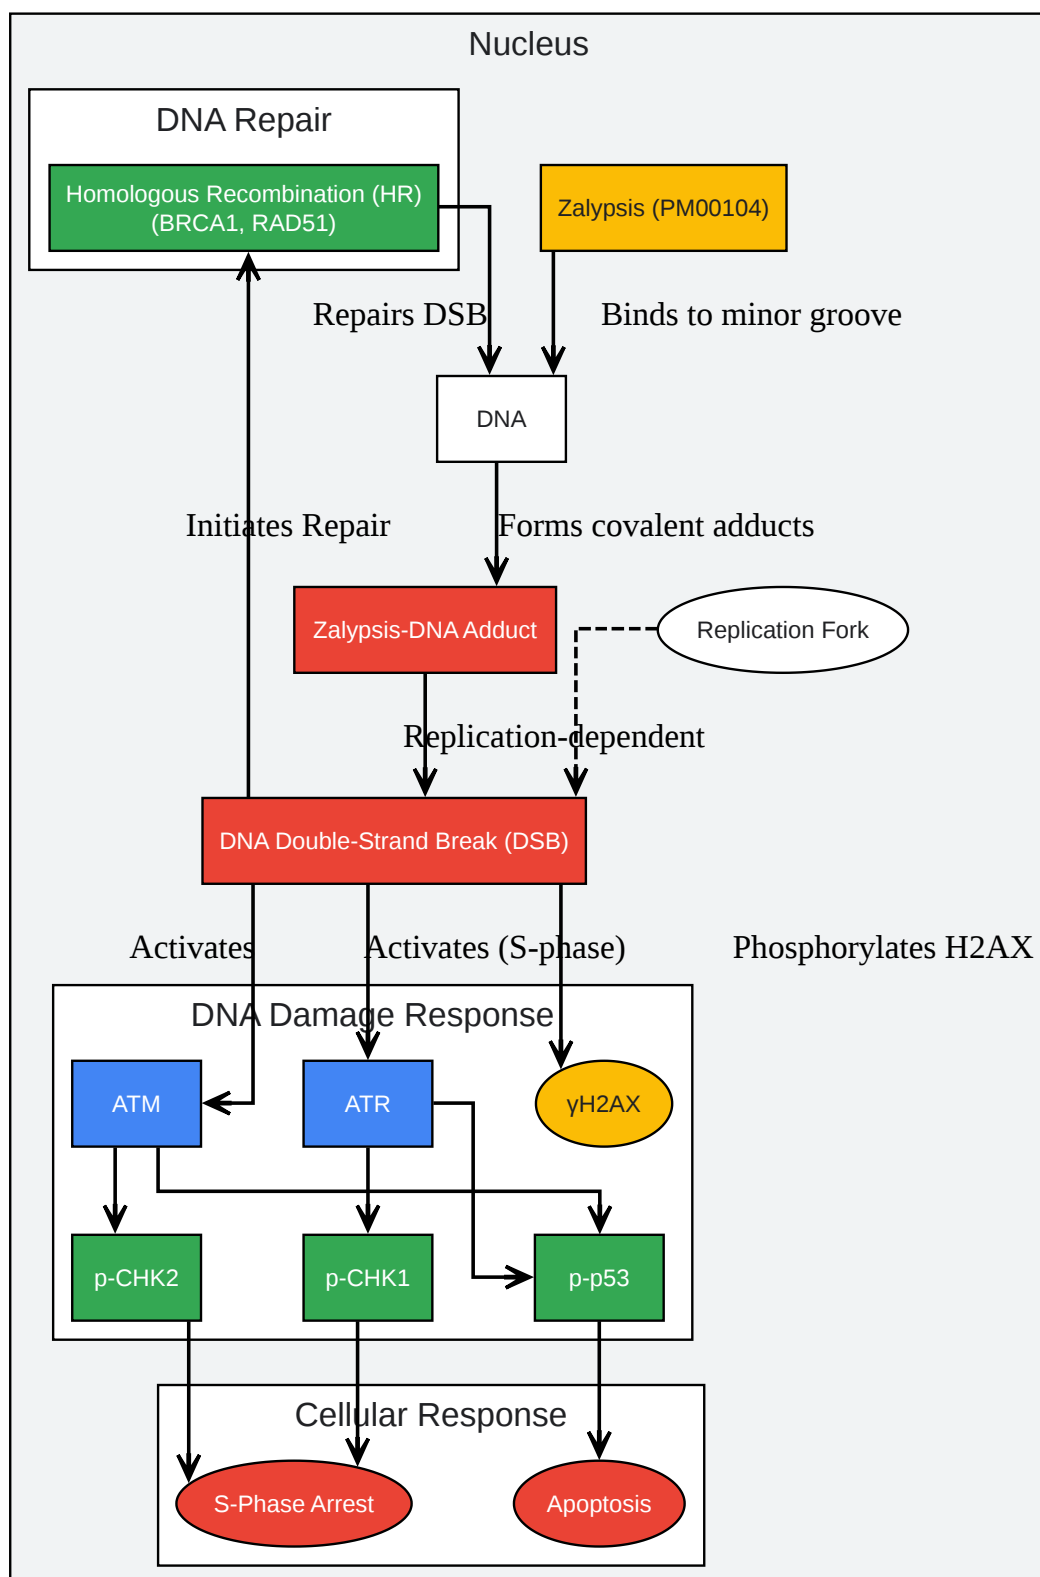 Nucleus
DNA Repair
Homologous Recombination (HR)
(BRCA1, RAD51)
Zalypsis (PM00104)
Repairs DSB
Binds to minor groove
DNA
Initiates Repair
Forms covalent adducts
Zalypsis-DNA Adduct
Replication Fork
Replication-dependent
DNA Double-Strand Break (DSB)
Activates
Activates (S-phase)
Phosphorylates H2AX
DNA Damage Response
ATM
ATR
γH2AX
p-CHK2
p-CHK1
p-p53
Cellular Response
S-Phase Arrest
Apoptosis